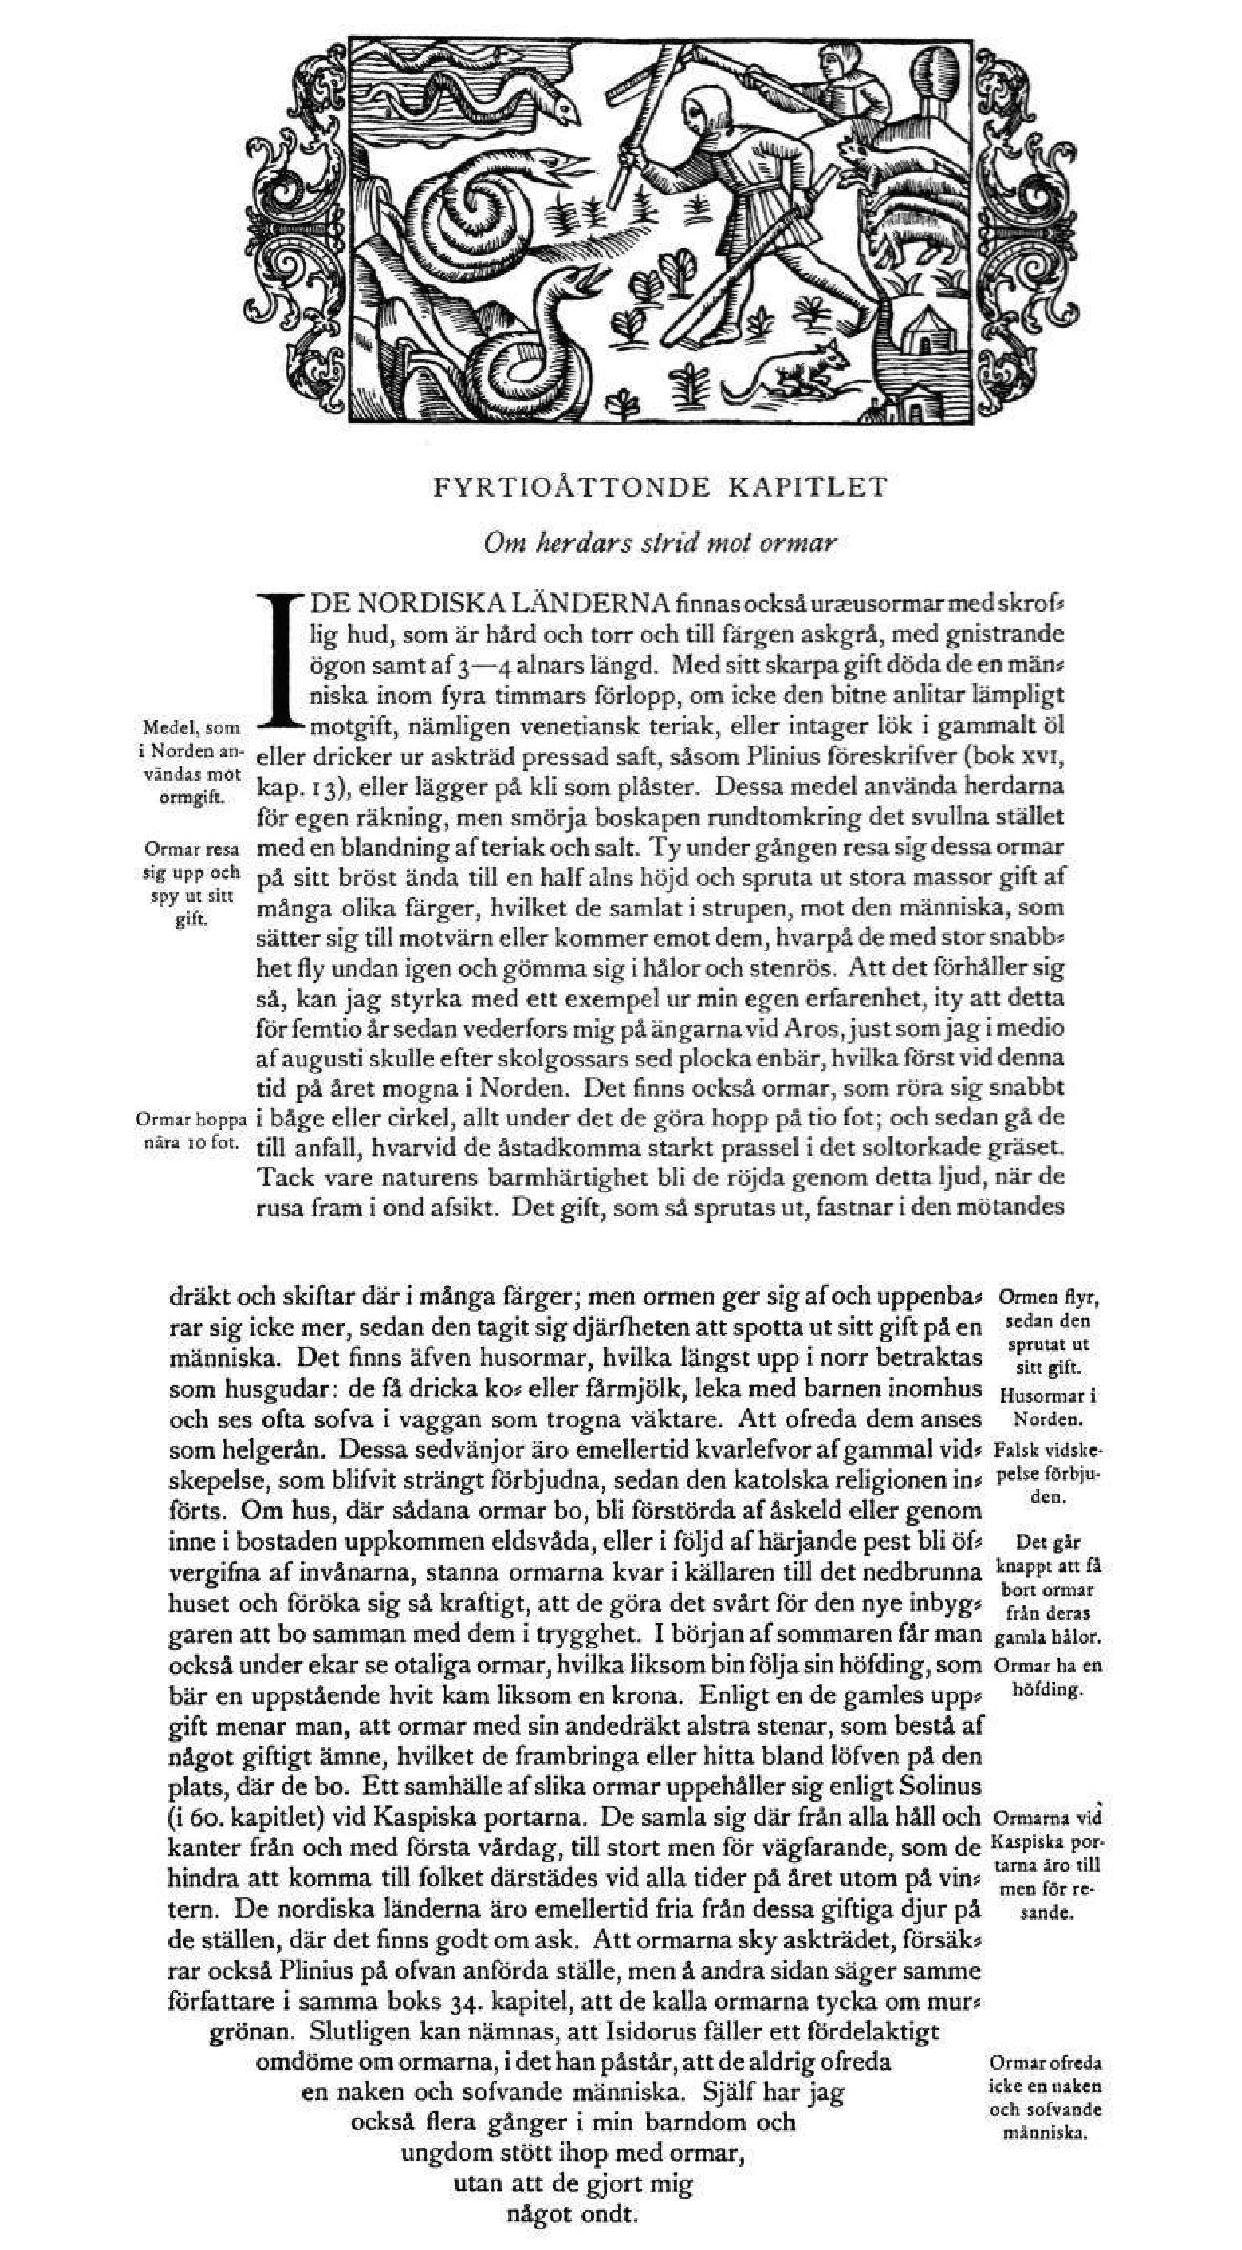 FYRTIOÅTTONDE KAPITLET
Om herdars strid mot ormar
I DE NORDISKA LÄNDERNA finnas också uræusormar med skrof⸗
lig hud, som är hård och torr och till färgen askgrå, med gnistrande
ögon samt af 3—4 alnars längd. Med sitt skarpa gift döda de en män⸗
niska inom fyra timmars förlopp, om icke den bitne anlitar lämpligt
motgift, nämligen venetiansk teriak, eller intager lök i gammalt öl
eller dricker ur askträd pressad saft, såsom Plinius föreskrifver (bok XVI,
kap. 13), eller lägger på kli som plåster. Dessa medel använda herdarna
för egen räkning, men smörja boskapen rundtomkring det svullna stället
med en blandning af teriak och salt. Ty under gången resa sig dessa ormar
på sitt bröst ända till en half alns höjd och spruta ut stora massor gift af
många olika färger, hvilket de samlat i strupen, mot den människa, som
sätter sig till motvärn eller kommer emot dem, hvarpå de med stor snabb⸗
het fly undan igen och gömma sig i hålor och stenrös. Att det förhåller sig
så, kan jag styrka med ett exempel ur min egen erfarenhet, ity att detta
för femtio år sedan vederfors mig på ängarna vid Aros, just som jag i medio
af augusti skulle efter skolgossars sed plocka enbär, hvilka först vid denna
tid på året mogna i Norden. Det finns också ormar, som röra sig snabbt
i båge eller cirkel, allt under det de göra hopp på tio fot; och sedan gå de
till anfall, hvarvid de åstadkomma starkt prassel i det soltorkade gräset.
Tack vare naturens barmhärtighet bli de röjda genom detta ljud, när de
rusa fram i ond afsikt. Det gift, som så sprutas ut, fastnar i den mötandes
Medel, som
i Norden an-
vändas mot
ormgift.
Ormar resa
sig upp och
spy ut sitt
gift.
Ormar hoppa
nära 10 fot.
dräkt och skiftar där i många färger; men ormen ger sig af och uppenba⸗
rar sig icke mer, sedan den tagit sig djärfheten att spotta ut sitt gift på en
människa. Det finns äfven husormar, hvilka längst upp i norr betraktas
som husgudar: de få dricka ko⸗ eller fårmjölk, leka med barnen inomhus
och ses ofta sofva i vaggan som trogna väktare. Att ofreda dem anses
som helgerån. Dessa sedvänjor äro emellertid kvarlefvor af gammal vid⸗
skepelse, som blifvit strängt förbjudna, sedan den katolska religionen in⸗
förts. Om hus, där sådana ormar bo, bli förstörda af åskeld eller genom
inne i bostaden uppkommen eldsvåda, eller i följd af härjande pest bli öf⸗
vergifna af invånarna, stanna ormarna kvar i källaren till det nedbrunna
huset och föröka sig så kraftigt, att de göra det svårt för den nye inbyg⸗
garen att bo samman med dem i trygghet. I början af sommaren får man
också under ekar se otaliga ormar, hvilka liksom bin följa sin höfding, som
bär en uppstående hvit kam liksom en krona. Enligt en de gamles upp⸗
gift menar man, att ormar med sin andedräkt alstra stenar, som bestå af
något giftigt ämne, hvilket de frambringa eller hitta bland löfven på den
plats, där de bo. Ett samhälle af slika ormar uppehåller sig enligt Solinus
(i 60. kapitlet) vid Kaspiska portarna. De samla sig där från alla håll och
kanter från och med första vårdag, till stort men för vägfarande, som de
hindra att komma till folket därstädes vid alla tider på året utom på vin⸗
tern. De nordiska länderna äro emellertid fria från dessa giftiga djur på
de ställen, där det finns godt om ask. Att ormarna sky askträdet, försäk⸗
rar också Plinius på ofvan anförda ställe, men å andra sidan säger samme
författare i samma boks 34. kapitel, att de kalla ormarna tycka om mur⸗
grönan. Slutligen kan nämnas, att Isidorus fäller ett fördelaktigt
omdöme om ormarna, i det han påstår, att de aldrig ofreda
en naken och sofvande människa. Själf har jag
också flera gånger i min barndom och
ungdom stött ihop med ormar,
utan att de gjort mig
något ondt.
Ormen flyr,
sedan den
sprutat ut
sitt gift.
Husormar i
Norden.
Falsk vidske-
pelse förbju-
den.
Det går
knappt att få
bort ormar
från deras
gamla hålor.
Ormar ha en
höfding.
Ormarna vid
Kaspiska por-
tarna äro till
men för re-
sande.
Ormar ofreda
icke en naken
och sofvande
människa.